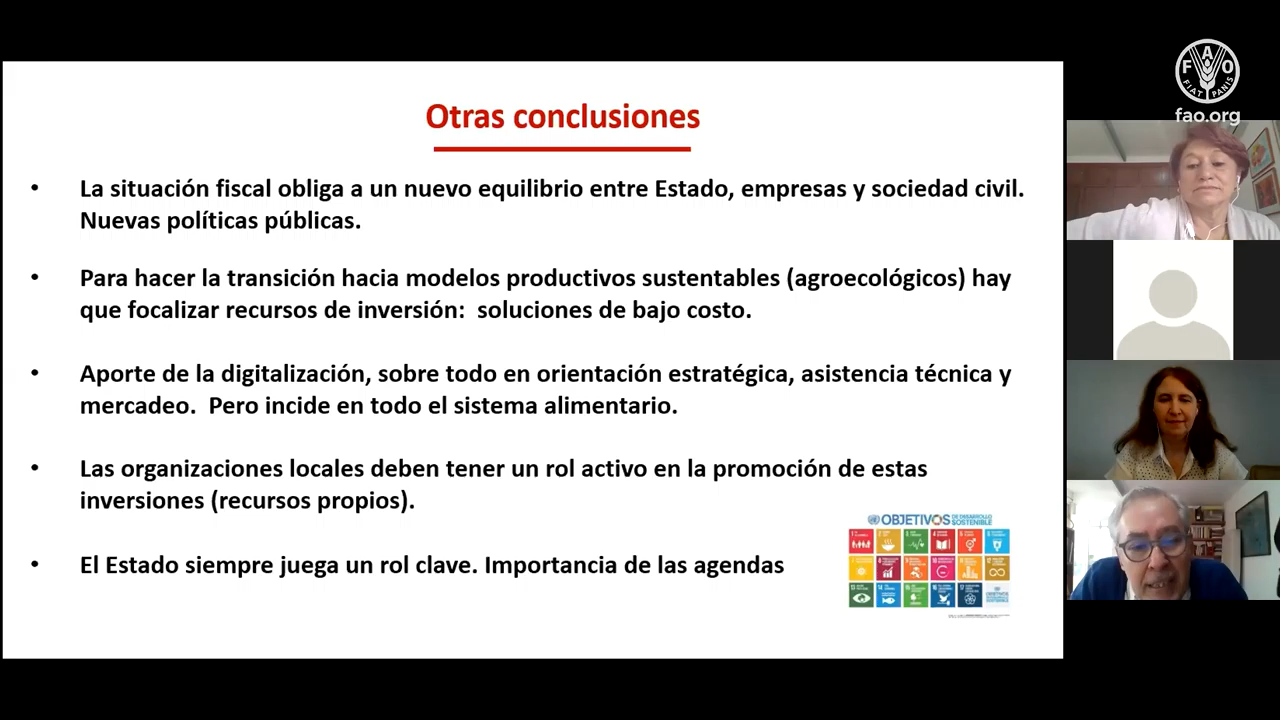 FAO
FIAT PANIS
fao.org
Otras conclusiones
• La situación fiscal obliga a un nuevo equilibrio entre Estado, empresas y sociedad civil.
Nuevas políticas públicas.
• Para hacer la transición hacia modelos productivos sustentables (agroecológicos) hay
que focalizar recursos de inversión:  soluciones de bajo costo.
• Aporte de la digitalización, sobre todo en orientación estratégica, asistencia técnica y
mercadeo.  Pero incide en todo el sistema alimentario.
• Las organizaciones locales deben tener un rol activo en la promoción de estas
inversiones (recursos propios).
• El Estado siempre juega un rol clave. Importancia de las agendas
OBJETIVOS DE DESARROLLO SOSTENIBLE